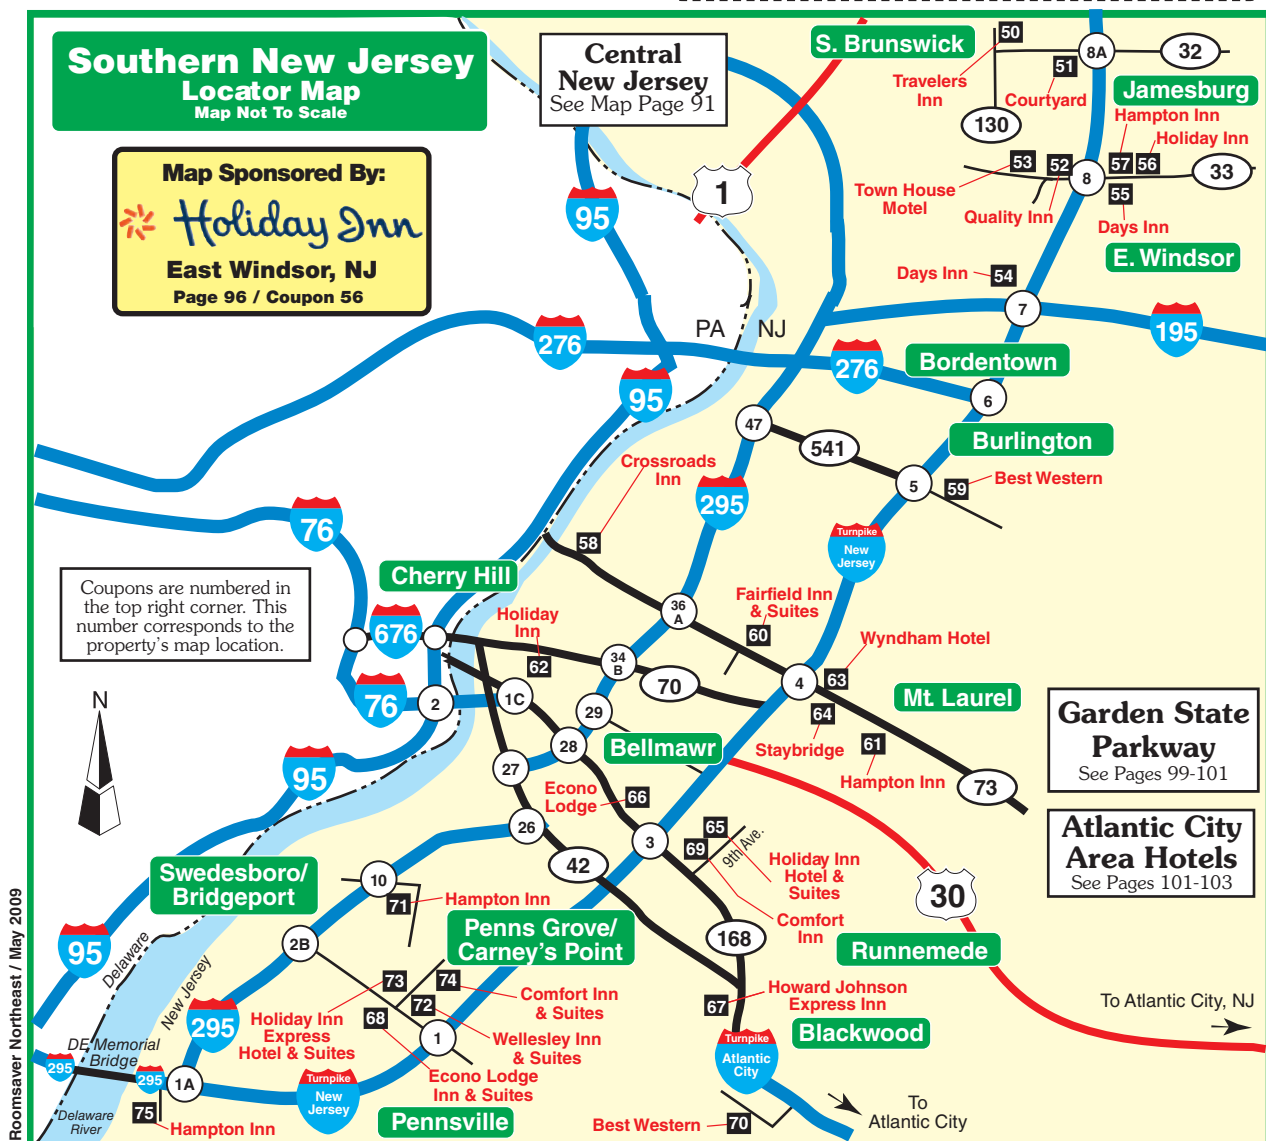 Southern New Jersey
Locator Map
Map Not To Scale
Map Sponsored By:
Holiday Inn
East Windsor, NJ
Page 96 / Coupon 56
Central
New Jersey
See Map Page 91
S. Brunswick
50
8A
32
Travelers
Inn
51
Courtyard
Jamesburg
130
Hampton Inn
Holiday Inn
53
52
8
57
56
33
55
1
95
Town House
Motel
Quality Inn
Days Inn
E. Windsor
Days Inn
54
7
195
PA
NJ
276
276
Bordentown
95
6
47
541
Burlington
Crossroads
Inn
295
5
59
Best Western
76
58
Turnpike
New
Jersey
Cherry Hill
Coupons are numbered in
the top right corner. This
number corresponds to the
property's map location.
36
A
Fairfield Inn
& Suites
60
Holiday
Inn
676
62
34
B
Wyndham Hotel
70
4
63
64
76
2
1C
29
Mt. Laurel
Staybridge
61
Hampton Inn
73
N
28
Bellmawr
27
95
Garden State
Parkway
See Pages 99-101
Econo
Lodge
66
26
3
65
69
9th Ave.
42
Holiday Inn
Hotel &
Suites
Atlantic City
Area Hotels
See Pages 101-103
30
Swedesboro/
Bridgeport
10
71
Hampton Inn
Comfort
Inn
Penns Grove/
Carney's Point
168
Runnemede
95
Delaware
2B
New Jersey
73
74
72
68
Comfort Inn
& Suites
67
Howard Johnson
Express Inn
To Atlantic City, NJ
295
Holiday Inn
Express
Hotel & Suites
1
Wellesley Inn
& Suites
Blackwood
DE Memorial
Bridge
295
295
1A
Turnpike
New
Jersey
Econo Lodge
Inn & Suites
Turnpike
Atlantic
City
Delaware
River
75
Hampton Inn
Pennsville
Best Western
70
To
Atlantic City
Roomsaver Northeast / May 2009